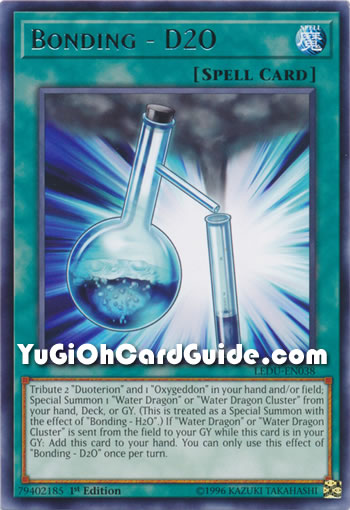 BONDING - D2O
SPELL
[SPELL CARD]
YuGiOhCardGuide.com
LEDU-EN038
Tribute 2 "Duoterion" and 1 "Oxygeddon" in your hand and/or field;
Special Summon 1 "Water Dragon" or "Water Dragon Cluster" from
your hand, Deck, or GY. (This is treated as a Special Summon with
the effect of "Bonding - H2O".) If "Water Dragon" or "Water Dragon
Cluster" is sent from the field to your GY while this card is in your
GY: Add this card to your hand. You can only use this effect of
"Bonding - D2O" once per turn.
79402185 1st Edition ©1996 KAZUKI TAKAHASHI